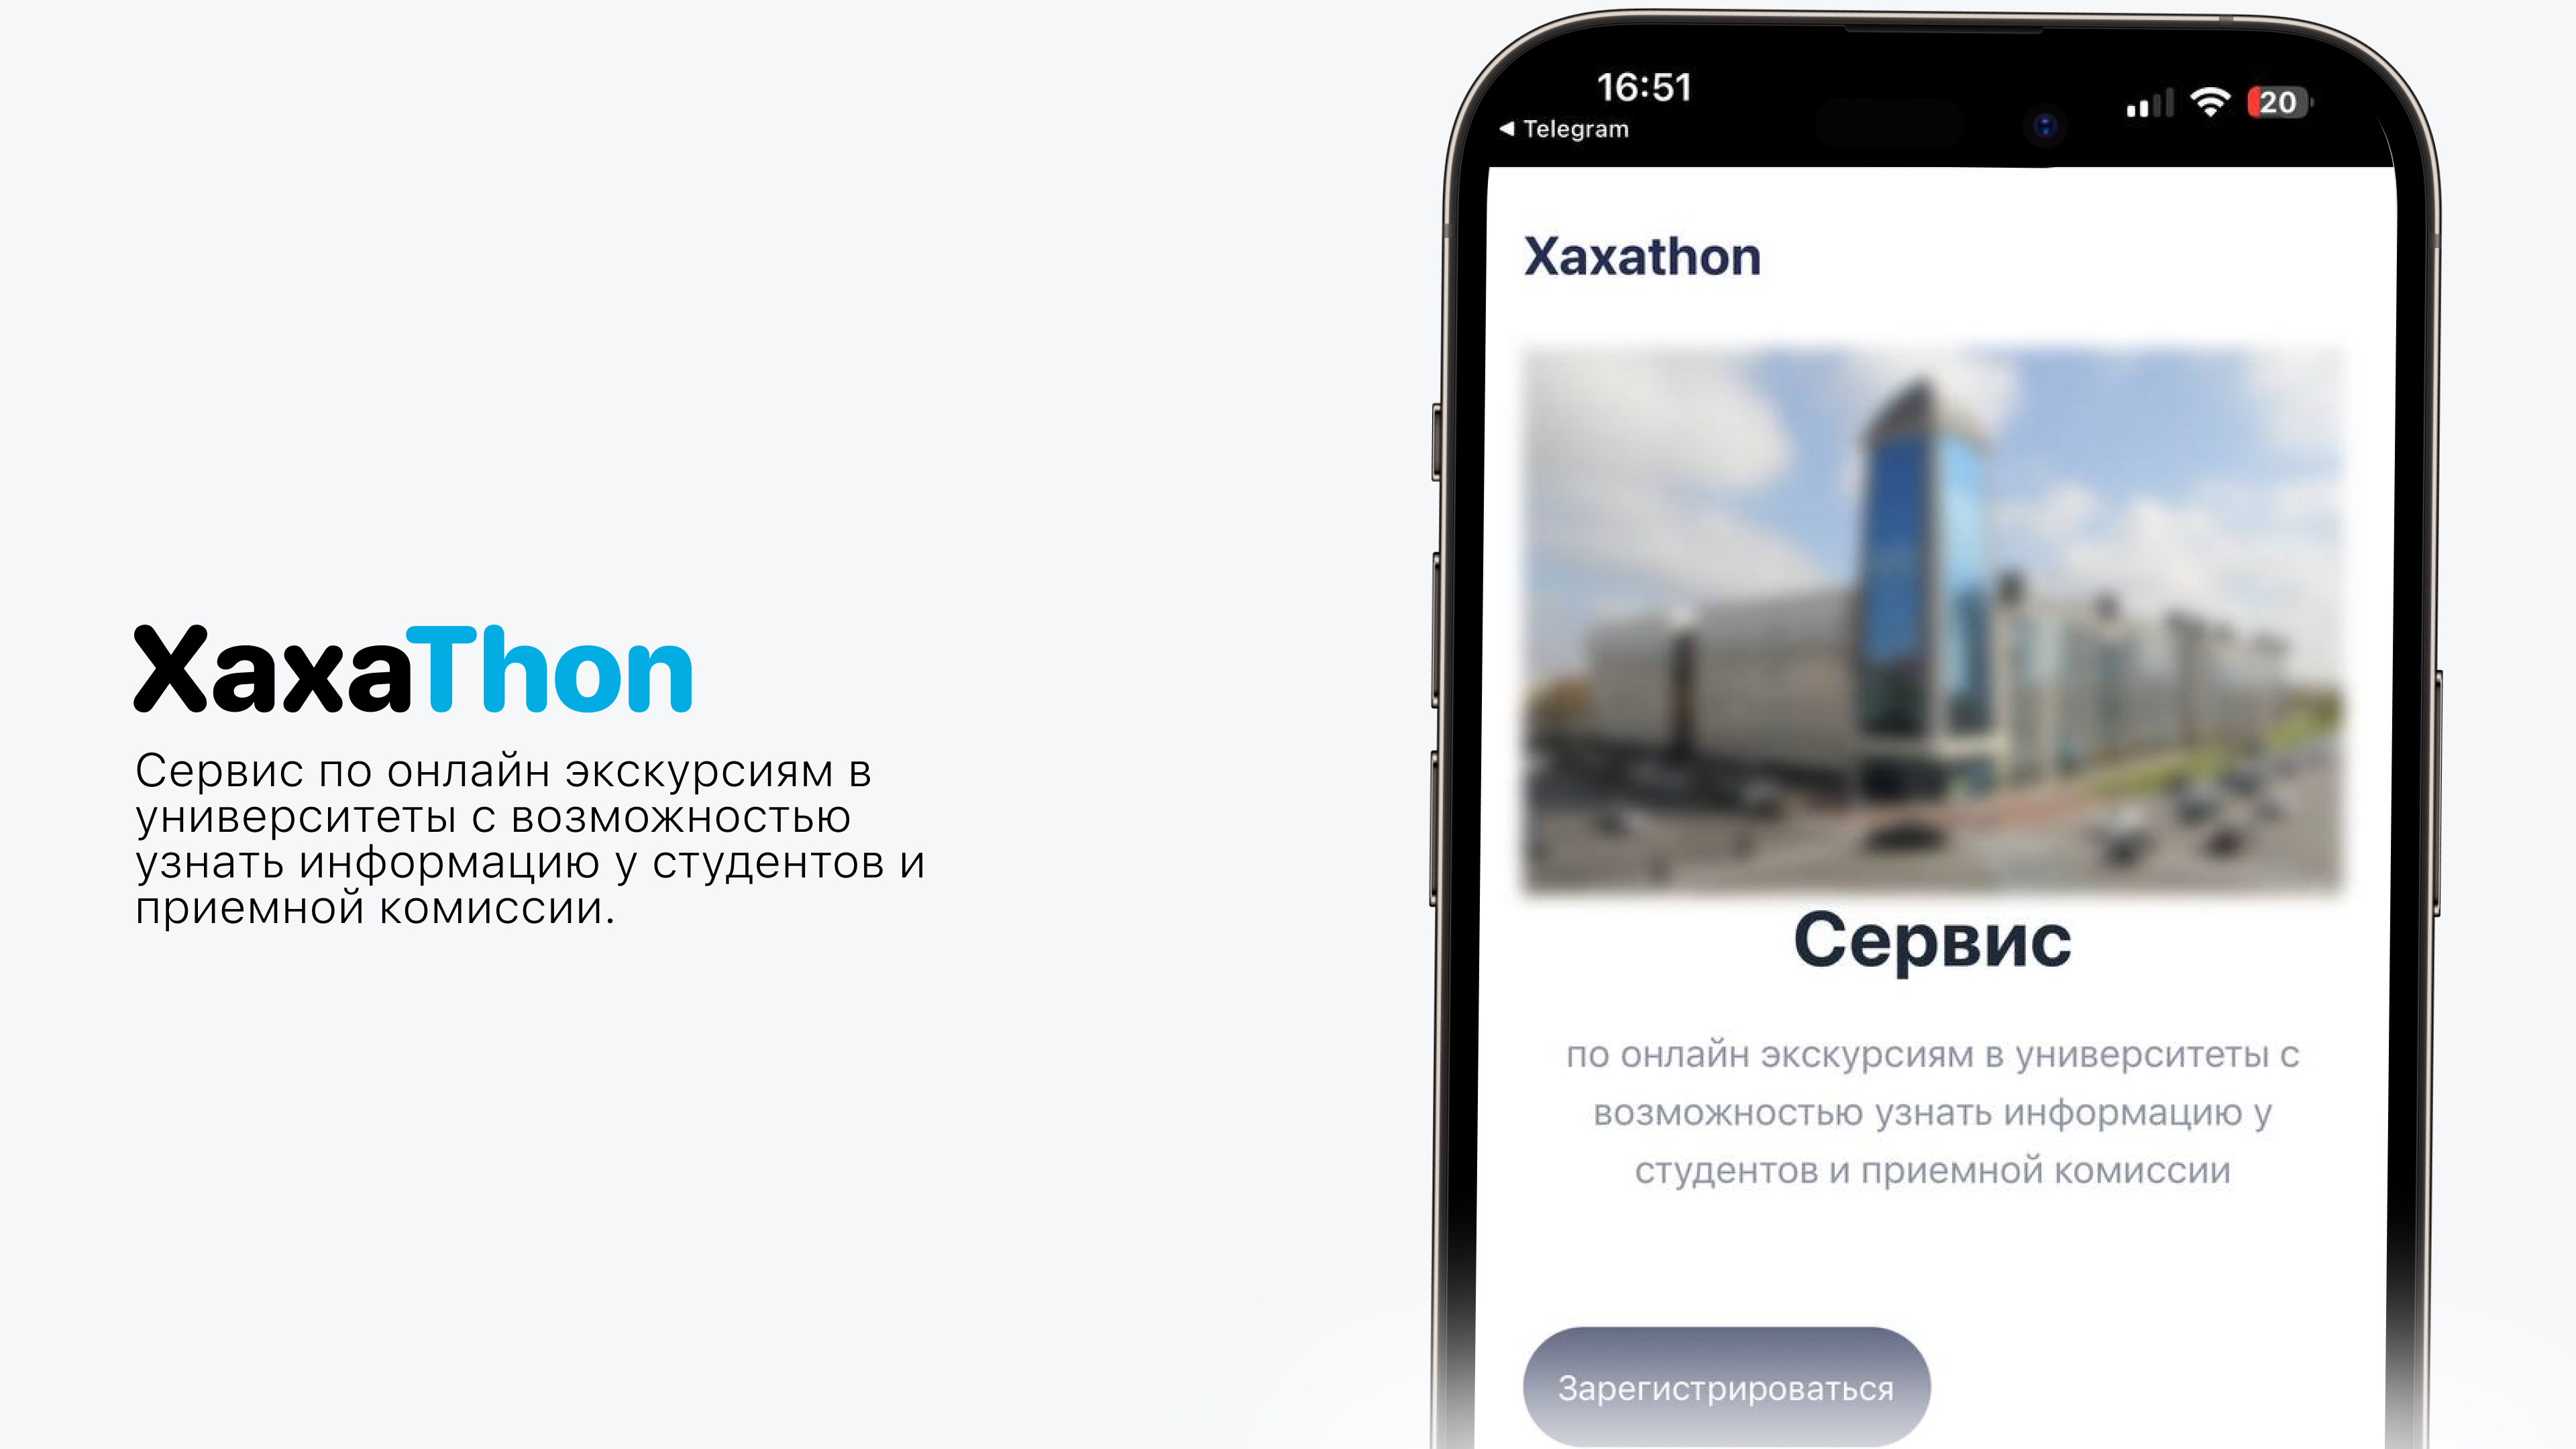 XaxaThon
Сервис по онлайн экскурсиям в
университеты с возможностью
узнать информацию у студентов и
приемной комиссии.
16:51
20
◄ Telegram
Xaxathon
Сервис
по онлайн экскурсиям в университеты с
возможностью узнать информацию у
студентов и приемной комиссии
Зарегистрироваться